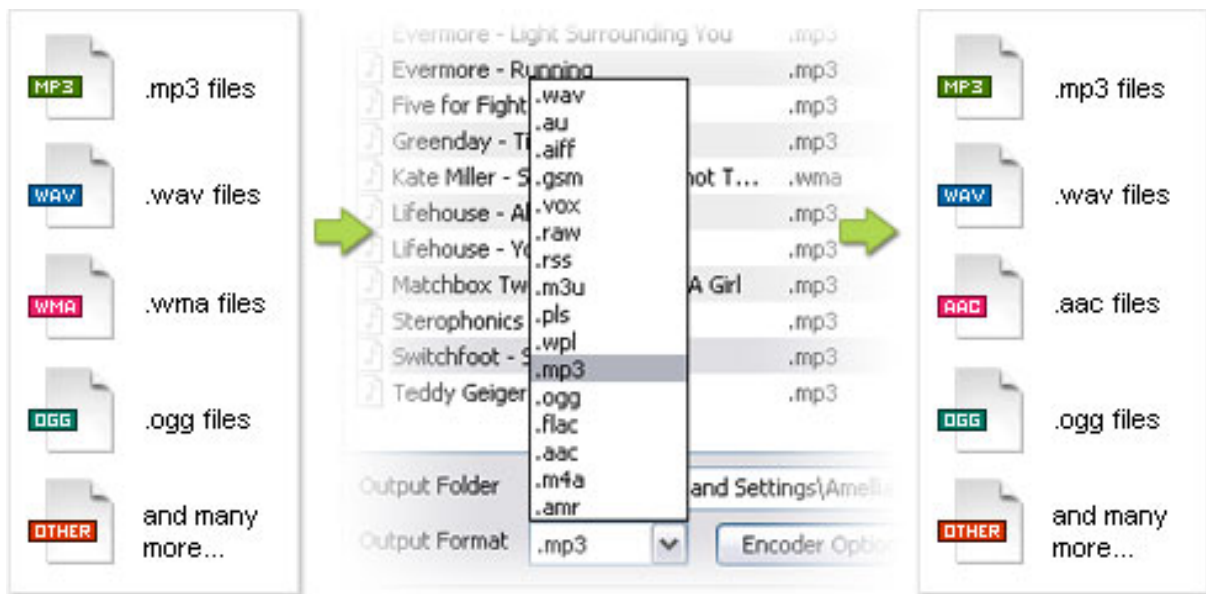 MP3
.mp3 files
WAV
.wav files
WMA
.wma files
OGG
.ogg files
OTHER
and many
more...
Evermore - Light Surrounding You .mp3
Evermore - Running .mp3
Five for Fight
Greenday - Ti .mp3
Kate Miller - S not T... .wma
Lifehouse - Al .mp3
Lifehouse - Yo .mp3
Matchbox Tw A Girl .mp3
Sterophonics .mp3
Switchfoot - S .mp3
Teddy Geiger .mp3
.wav
.au
.aiff
.gsm
.vox
.raw
.rss
.m3u
.pls
.wpl
.mp3
.ogg
.flac
.aac
.m4a
.amr
Output Folder and Settings\Amelia
Output Format .mp3 Encoder Optio
MP3
.mp3 files
WAV
.wav files
AAC
.aac files
OGG
.ogg files
OTHER
and many
more...